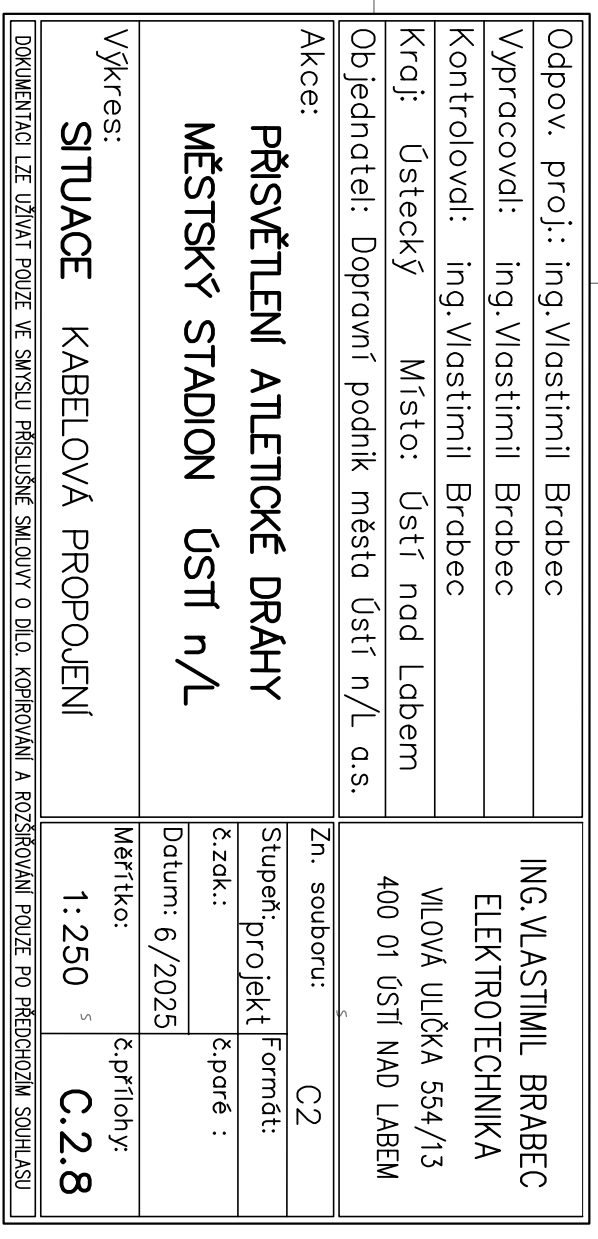 Odpov. proj.: ing.Vlastimil Brabec
Vypracoval: ing.Vlastimil Brabec
Kontroloval: ing.Vlastimil Brabec
Kraj: Ústecký Místo: Ústí nad Labem
Objednatel: Dopravní podnik města Ústí n/L a.s.
ING.VLASTIMIL BRABEC
ELEKTROTECHNIKA
VILOVÁ ULIČKA 554/13
400 01 ÚSTÍ NAD LABEM
Akce:
PŘISVĚTLENÍ ATLETICKÉ DRÁHY
MĚSTSKÝ STADION ÚSTÍ n/L
Zn. souboru: C2
Stupeň: projekt Formát:
č.zak.: č.paré :
Datum: 6/2025
Výkres:
SITUACE KABELOVÁ PROPOJENÍ
Měřítko: č.přílohy:
1:250 C.2.8
DOKUMENTACI LZE UŽÍVAT POUZE VE SMYSLU PŘÍSLUŠNÉ SMLOUVY O DÍLO. KOPÍROVÁNÍ A ROZŠIŘOVÁNÍ POUZE PO PŘEDCHOZÍM SOUHLASU
s
s